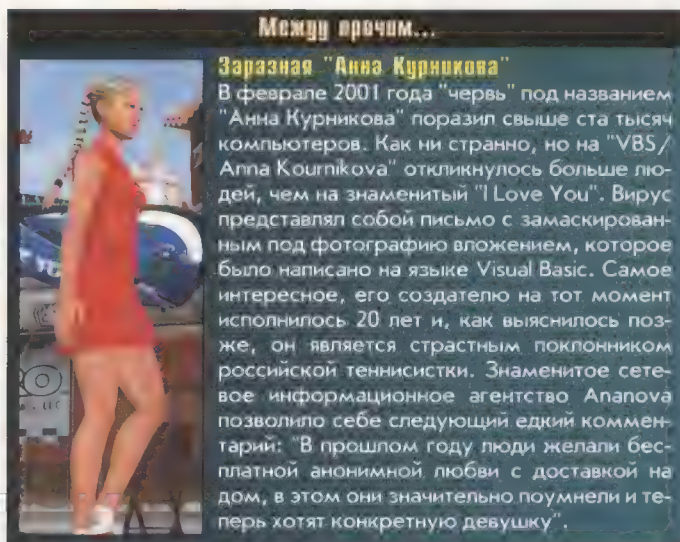 Между прочим...
Заразная "Анна Курникова"
В феврале 2001 года "червь" под названием
"Анна Курникова" поразил свыше ста тысяч
компьютеров. Как ни странно, но на "VBS/
Anna Kournikova" откликнулось больше лю-
дей, чем на знаменитый "I Love You". Вирус
представлял собой письмо с замаскирован-
ным под фотографию вложением, которое
было написано на языке Visual Basic. Самое
интересное, его создателю на тот момент
исполнилось 20 лет и, как выяснилось поз-
же, он является страстным поклонником
российской теннисистки. Знаменитое сете-
вое информационное агентство Ananova
позволило себе следующий едкий коммен-
тарий: "В прошлом году люди желали бес-
платной анонимной любви с доставкой на
дом, в этом они значительно поумнели и те-
перь хотят конкретную девушку".